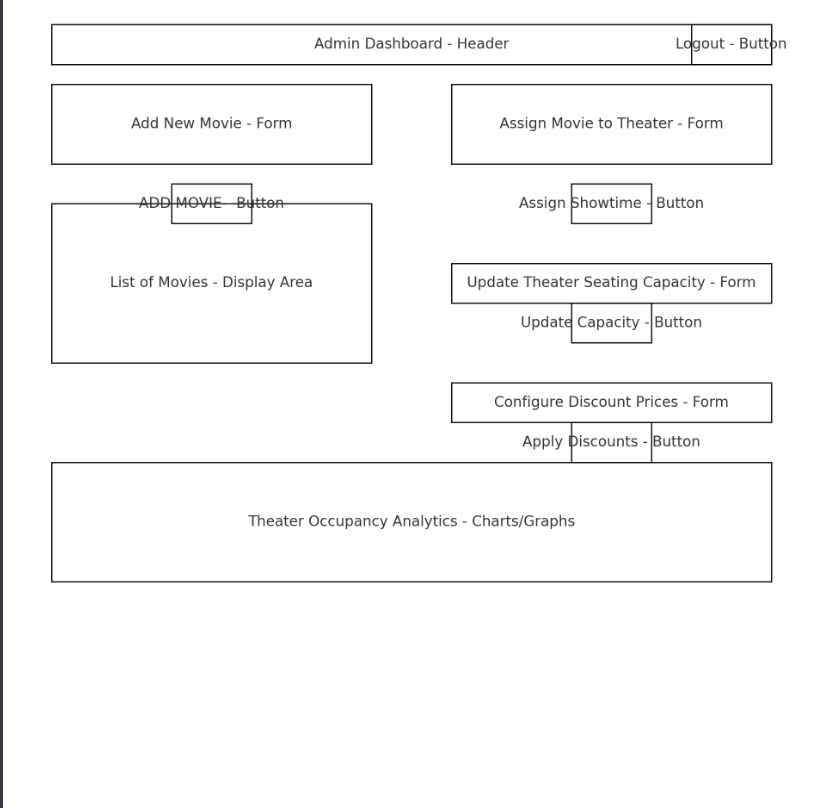 Admin Dashboard - Header
Logout - Button
Add New Movie - Form
Assign Movie to Theater - Form
ADD MOVIE - Button
Assign Showtime - Button
List of Movies - Display Area
Update Theater Seating Capacity - Form
Update Capacity - Button
Configure Discount Prices - Form
Apply Discounts - Button
Theater Occupancy Analytics - Charts/Graphs